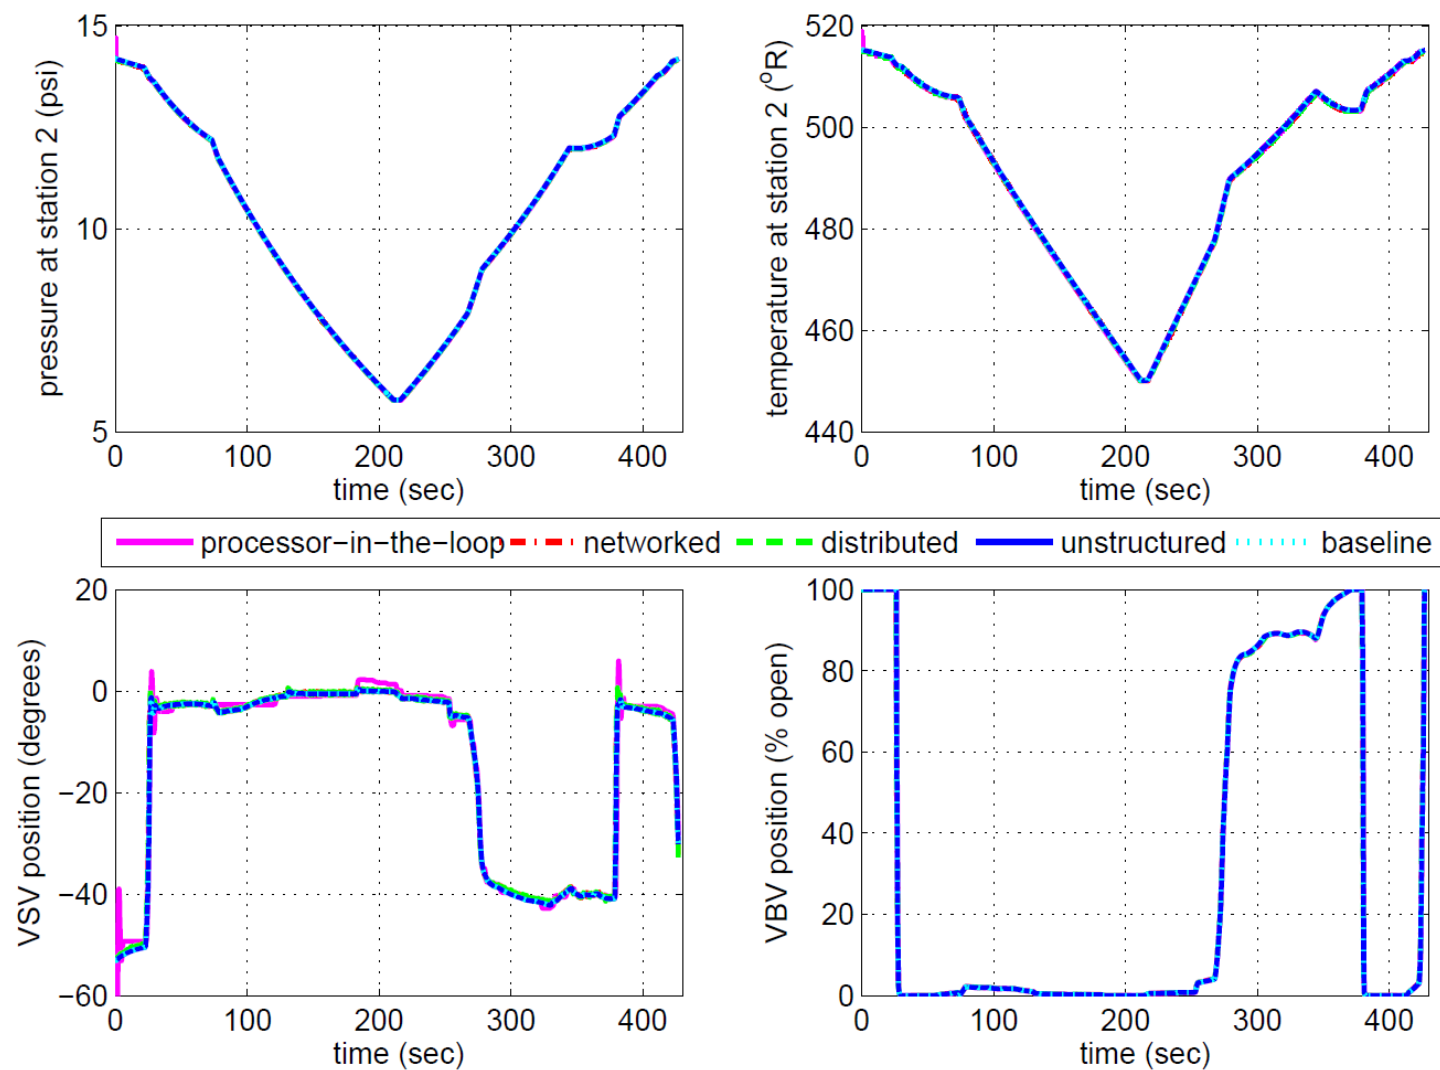 pressure at station 2 (psi)
15
10
5
0 100 200 300 400
time (sec)
temperature at station 2 (°R)
520
500
480
460
440
0 100 200 300 400
time (sec)
processor−in−the−loop networked distributed unstructured baseline
VSV position (degrees)
20
0
−20
−40
−60
0 100 200 300 400
time (sec)
VBV position (% open)
100
80
60
40
20
0
0 100 200 300 400
time (sec)